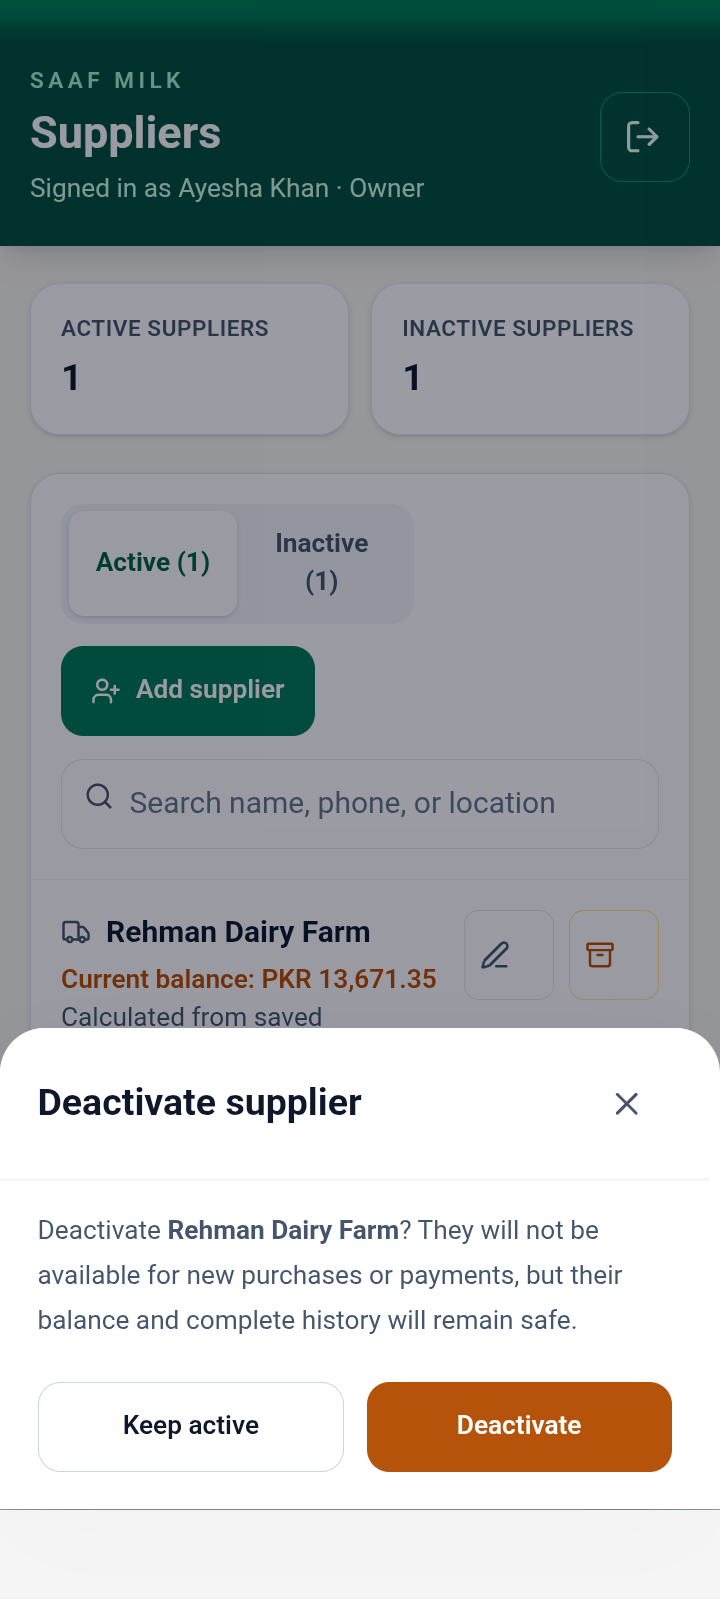 SAAF MILK
Suppliers
Signed in as Ayesha Khan · Owner
ACTIVE SUPPLIERS
1
INACTIVE SUPPLIERS
1
Active (1)
Inactive
(1)
Add supplier
Search name, phone, or location
Rehman Dairy Farm
Current balance: PKR 13,671.35
Calculated from saved
Deactivate supplier
Deactivate Rehman Dairy Farm? They will not be
available for new purchases or payments, but their
balance and complete history will remain safe.
Keep active
Deactivate